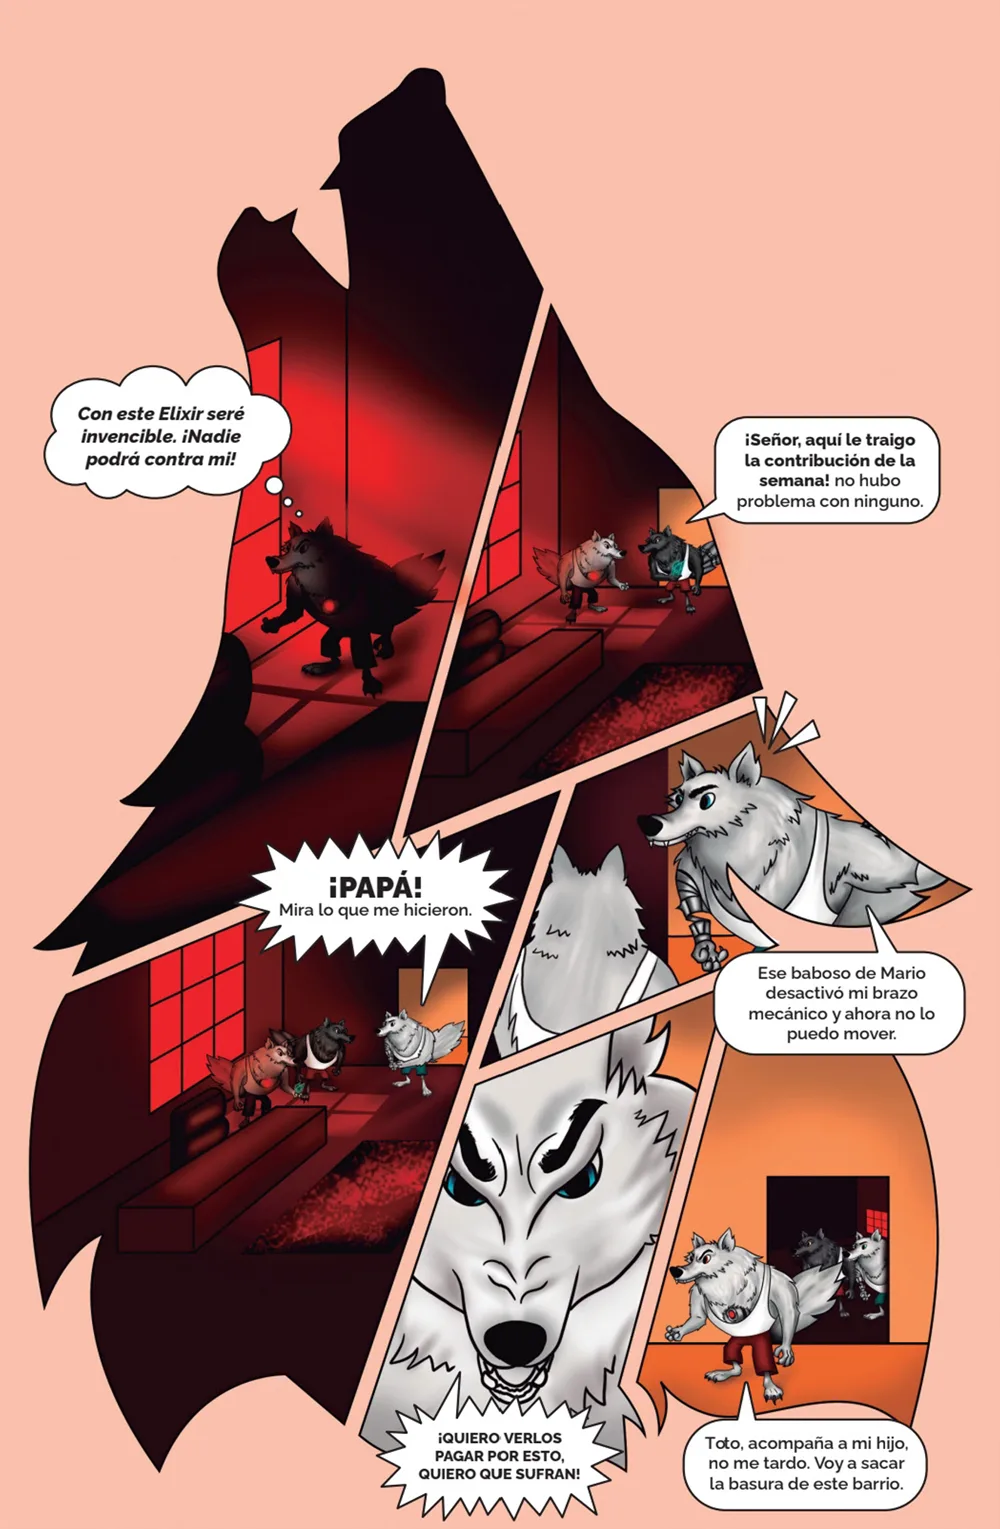 Con este Elixir seré
invencible. ¡Nadie
podrá contra mi!
¡Señor, aquí le traigo
la contribución de la
semana! no hubo
problema con ninguno.
¡PAPÁ!
Mira lo que me hicieron.
Ese baboso de Mario
desactivó mi brazo
mecánico y ahora no lo
puedo mover.
¡QUIERO VERLOS
PAGAR POR ESTO,
QUIERO QUE SUFRAN!
Toto, acompaña a mi hijo,
no me tardo. Voy a sacar
la basura de este barrio.